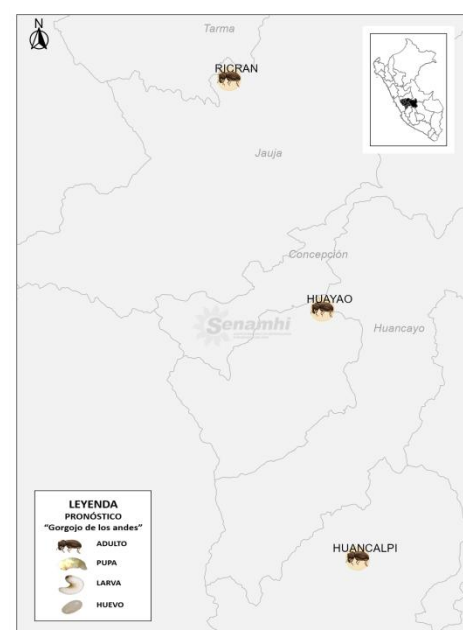 N
Tarma
RICRAN
Jauja
Concepción
HUAYAO
Senamhi
Huancayo
HUANCALPI
LEYENDA
PRONÓSTICO
"Gorgojo de los andes"
ADULTO
PUPA
LARVA
HUEVO